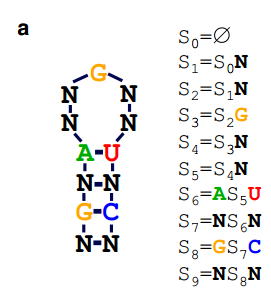 a
G
N N
N N
A U
N N
G C
N N
S₀=∅
S₁=S₀N
S₂=S₁N
S₃=S₂G
S₄=S₃N
S₅=S₄N
S₆=AS₅U
S₇=NS₆N
S₈=GS₇C
S₉=NS₈N